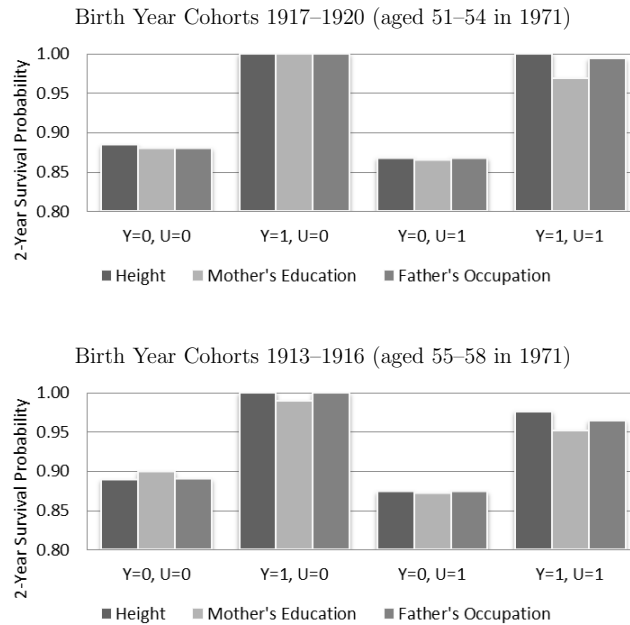 Birth Year Cohorts 1917–1920 (aged 51–54 in 1971)
2-Year Survival Probability
1.00
0.95
0.90
0.85
0.80
Y=0, U=0 Y=1, U=0 Y=0, U=1 Y=1, U=1
Height Mother's Education Father's Occupation
Birth Year Cohorts 1913–1916 (aged 55–58 in 1971)
2-Year Survival Probability
1.00
0.95
0.90
0.85
0.80
Y=0, U=0 Y=1, U=0 Y=0, U=1 Y=1, U=1
Height Mother's Education Father's Occupation